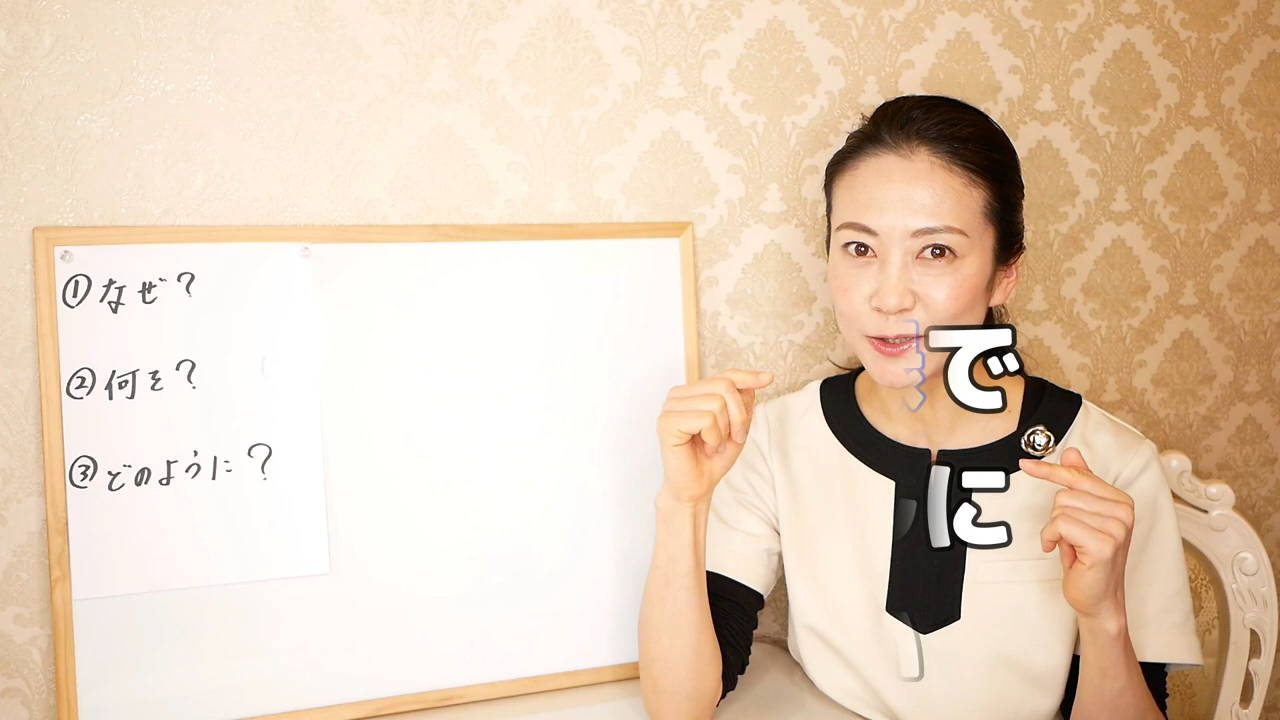 ①なぜ?
②何を?
③どのように?
で
に